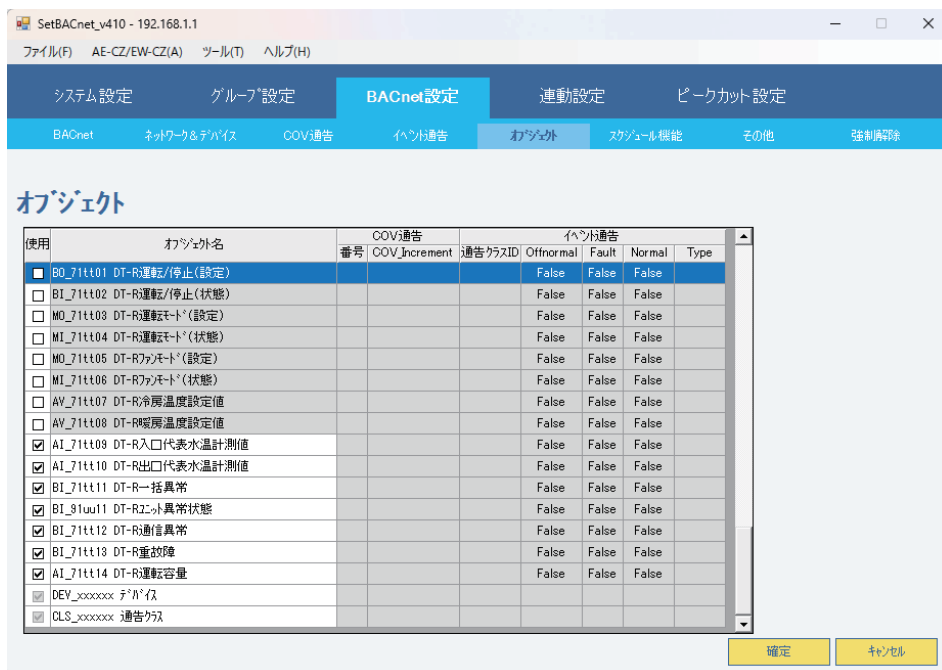 SetBACnet_v410 - 192.168.1.1
ファイル(F) AE-CZ/EW-CZ(A) ツール(T) ヘルプ(H)
システム設定 グループ設定 BACnet設定 連動設定 ピークカット設定
BACnet ネットワーク&デバイス COV通告 イベント通告 オブジェクト スケジュール機能 その他 強制解除
オブジェクト
使用 オブジェクト名 COV通告 イベント通告
番号 COV_Increment 通告クラスID Offnormal Fault Normal Type
BO_71tt01 DT-R運転/停止(設定) False False False
BI_71tt02 DT-R運転/停止(状態) False False False
MO_71tt03 DT-R運転モード(設定) False False False
MI_71tt04 DT-R運転モード(状態) False False False
MO_71tt05 DT-Rファンモード(設定) False False False
MI_71tt06 DT-Rファンモード(状態) False False False
AV_71tt07 DT-R冷房温度設定値 False False False
AV_71tt08 DT-R暖房温度設定値 False False False
AI_71tt09 DT-R入口代表水温計測値 False False False
AI_71tt10 DT-R出口代表水温計測値 False False False
BI_71tt11 DT-R一括異常 False False False
BI_91uu11 DT-Rユニット異常状態 False False False
BI_71tt12 DT-R通信異常 False False False
BI_71tt13 DT-R重故障 False False False
AI_71tt14 DT-R運転容量 False False False
DEV_xxxxxx デバイス
CLS_xxxxxx 通告クラス
確定 キャンセル